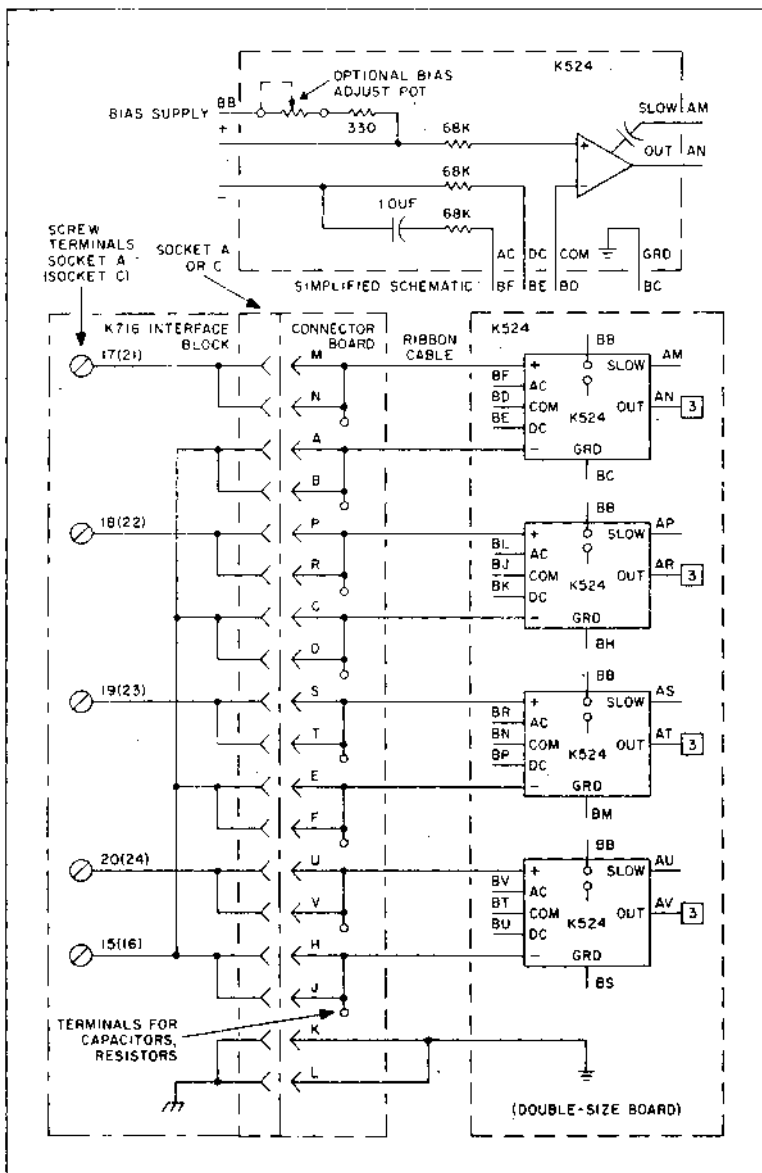 K524
OPTIONAL BIAS
ADJUST POT
BB
BIAS SUPPLY
+
330
68K
+
SLOW AM
OUT AN
68K
-
-
1.0UF
68K
SCREW
TERMINALS
SOCKET A
(SOCKET C)
SOCKET A
OR C
AC DC COM GRD
SIMPLIFIED SCHEMATIC
BF BE BD BC
K716 INTERFACE
BLOCK
CONNECTOR
BOARD
RIBBON
CABLE
K524
17(21)
M
N
A
B
BB
+ SLOW AM
BF AC
BD COM K524 OUT AN 3
BE DC
- GRD
BC
18(22)
P
R
C
D
BB
+ SLOW AP
BL AC
BJ COM K524 OUT AR 3
BK DC
- GRD
BH
19(23)
S
T
E
F
BB
+ SLOW AS
BR AC
BN COM K524 OUT AT 3
BP DC
- GRD
BM
20(24)
U
V
15(16)
H
J
BB
+ SLOW AU
BV AC
BT COM K524 OUT AV 3
BU DC
- GRD
BS
TERMINALS FOR
CAPACITORS,
RESISTORS
K
L
(DOUBLE-SIZE BOARD)